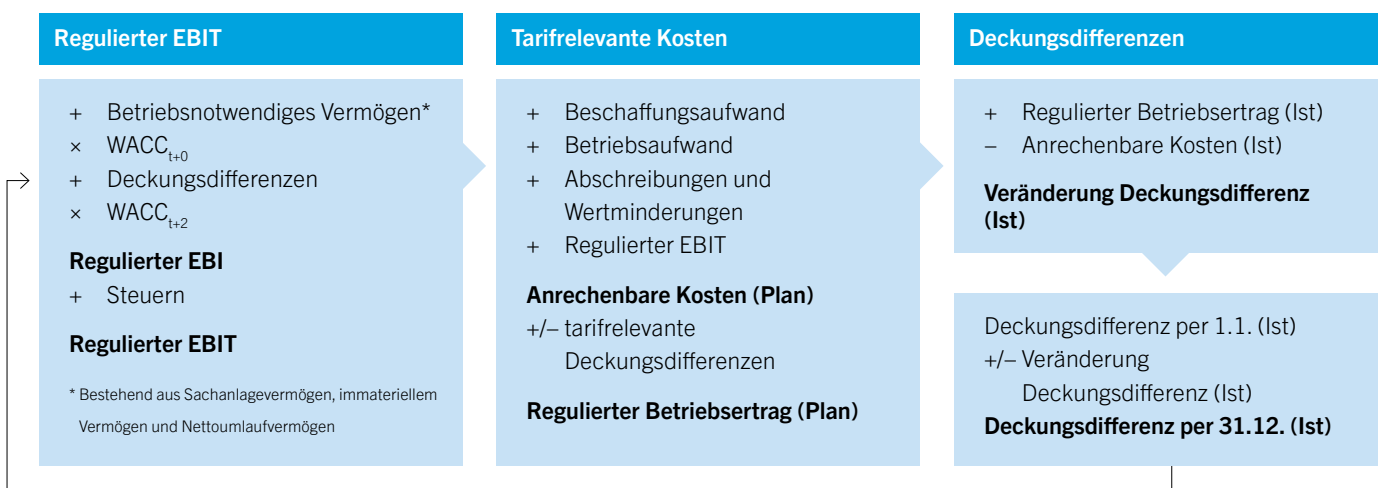 Regulierter EBIT
+ Betriebsnotwendiges Vermögen*
× WACC t+0
+ Deckungsdifferenzen
× WACC t+2
Regulierter EBI
+ Steuern
Regulierter EBIT
* Bestehend aus Sachanlagevermögen, immateriellem
Vermögen und Nettoumlaufvermögen
Tarifrelevante Kosten
+ Beschaffungsaufwand
+ Betriebsaufwand
+ Abschreibungen und
Wertminderungen
+ Regulierter EBIT
Anrechenbare Kosten (Plan)
+/– tarifrelevante
Deckungsdifferenzen
Regulierter Betriebsertrag (Plan)
Deckungsdifferenzen
+ Regulierter Betriebsertrag (Ist)
– Anrechenbare Kosten (Ist)
Veränderung Deckungsdifferenz
(Ist)
Deckungsdifferenz per 1.1. (Ist)
+/– Veränderung
Deckungsdifferenz (Ist)
Deckungsdifferenz per 31.12. (Ist)